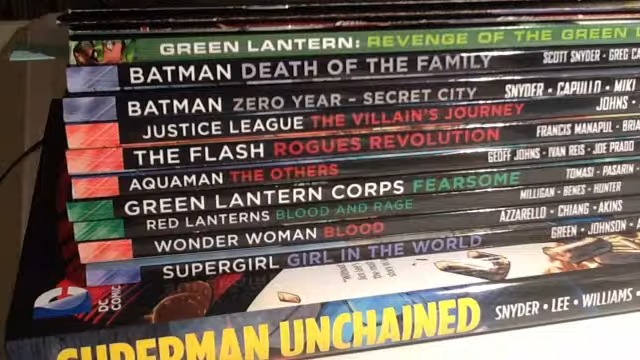 GREEN LANTERN: REVENGE OF THE GREEN L
BATMAN DEATH OF THE FAMILY SCOTT SNYDER • GREG CA
BATMAN ZERO YEAR - SECRET CITY SNYDER • CAPULLO • MIKI
JUSTICE LEAGUE THE VILLAIN'S JOURNEY JOHNS •
THE FLASH ROGUES REVOLUTION FRANCIS MANAPUL • BRIA
AQUAMAN THE OTHERS GEOFF JOHNS • IVAN REIS • JOE PRADO
GREEN LANTERN CORPS FEARSOME TOMASI • PASARIN •
RED LANTERNS BLOOD AND RAGE MILLIGAN • BENES • HUNTER
WONDER WOMAN BLOOD AZZARELLO • CHIANG • AKINS
SUPERGIRL GIRL IN THE WORLD GREEN • JOHNSON •
DC COMIC
SUPERMAN UNCHAINED SNYDER • LEE • WILLIAMS •